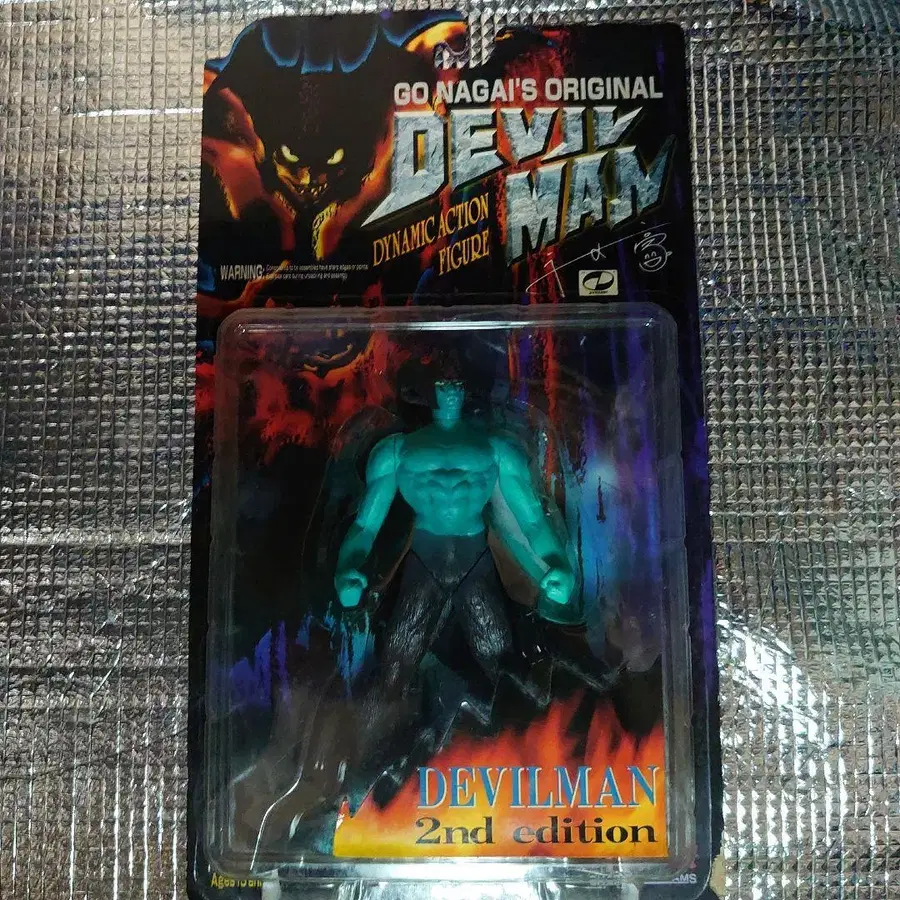 GO NAGAI'S ORIGINAL
DEVIL
MAN
DYNAMIC ACTION
FIGURE
WARNING:
DEVILMAN
2nd edition